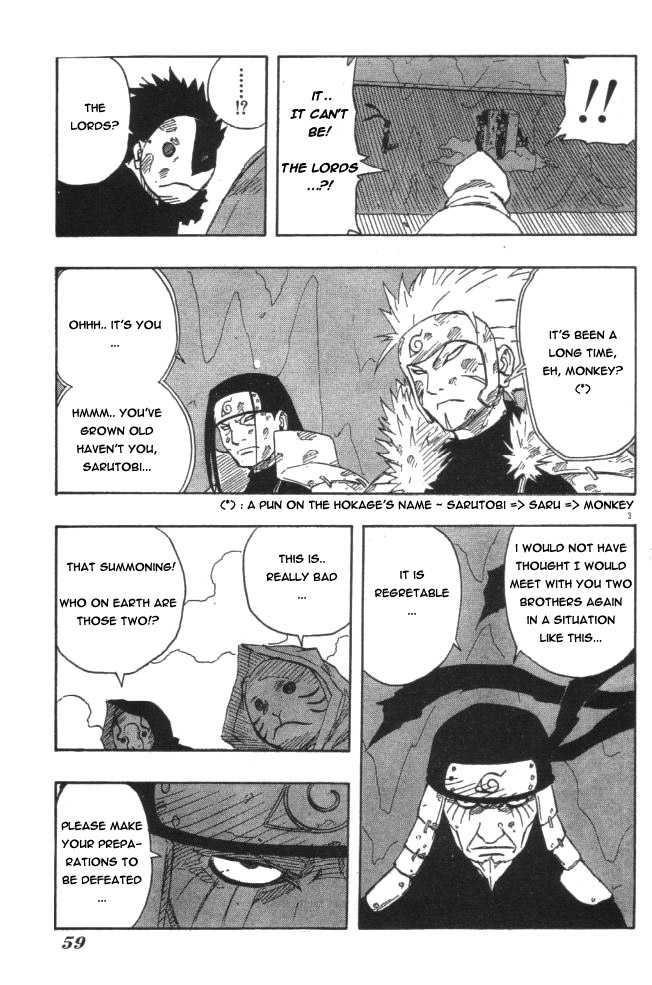 !!
IT..
IT CAN'T
BE!
THE LORDS
...?!
......!?
THE
LORDS?
IT'S BEEN A
LONG TIME,
EH, MONKEY?
(*)
OHHH.. IT'S YOU
...
HMMM.. YOU'VE
GROWN OLD
HAVEN'T YOU,
SARUTOBI...
(*) : A PUN ON THE HOKAGE'S NAME - SARUTOBI => SARU => MONKEY
3
I WOULD NOT HAVE
THOUGHT I WOULD
MEET WITH YOU TWO
BROTHERS AGAIN
IN A SITUATION
LIKE THIS...
IT IS
REGRETABLE
...
THIS IS..
REALLY BAD
...
THAT SUMMONING!
WHO ON EARTH ARE
THOSE TWO!?
PLEASE MAKE
YOUR PREPA-
RATIONS TO
BE DEFEATED
...
59